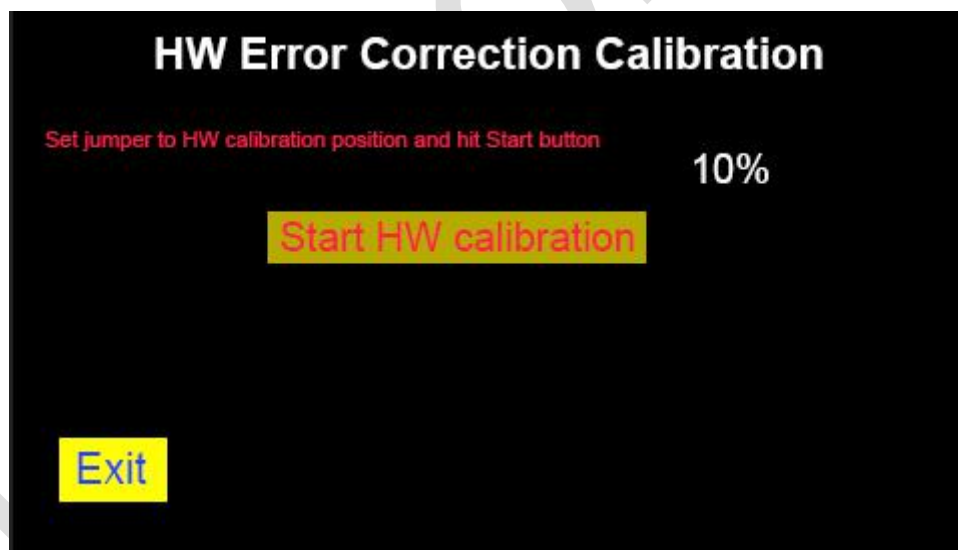 HW Error Correction Calibration
Set jumper to HW calibration position and hit Start button
10%
Start HW calibration
Exit